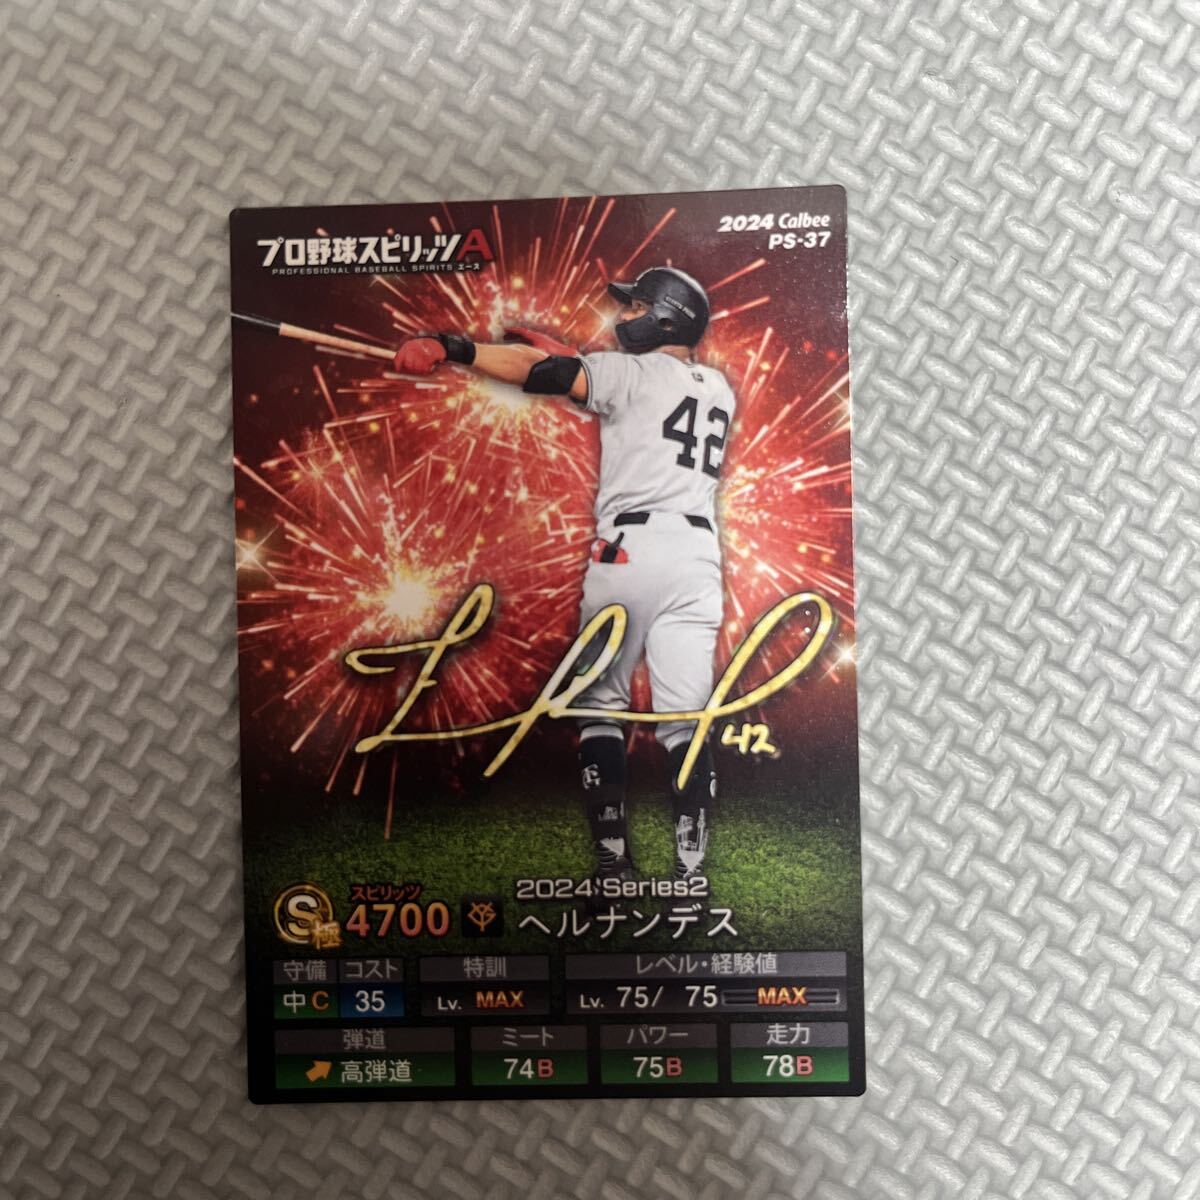 2024 Calbee
PS-37
プロ野球スピリッツA
PROFESSIONAL BASEBALL SPIRITS エース
42
42
スピリッツ
S極 4700
2024 Series2
ヘルナンデス
守備 コスト 特訓 レベル・経験値
中C 35 Lv. MAX Lv. 75/ 75 MAX
弾道 ミート パワー 走力
高弾道 74B 75B 78B